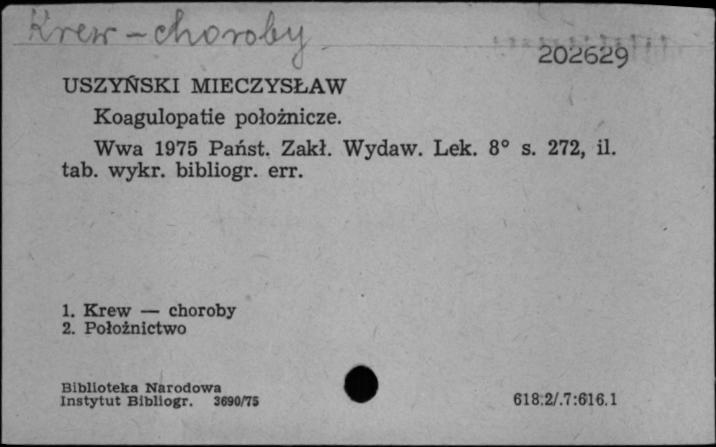 Krew – choroby
202629
USZYŃSKI MIECZYSŁAW
Koagulopatie położnicze.
Wwa 1975 Państ. Zakł. Wydaw. Lek. 8° s. 272, il.
tab. wykr. bibliogr. err.
1. Krew — choroby
2. Położnictwo
Biblioteka Narodowa
Instytut Bibliogr. 3690/75
618.2/.7:616.1